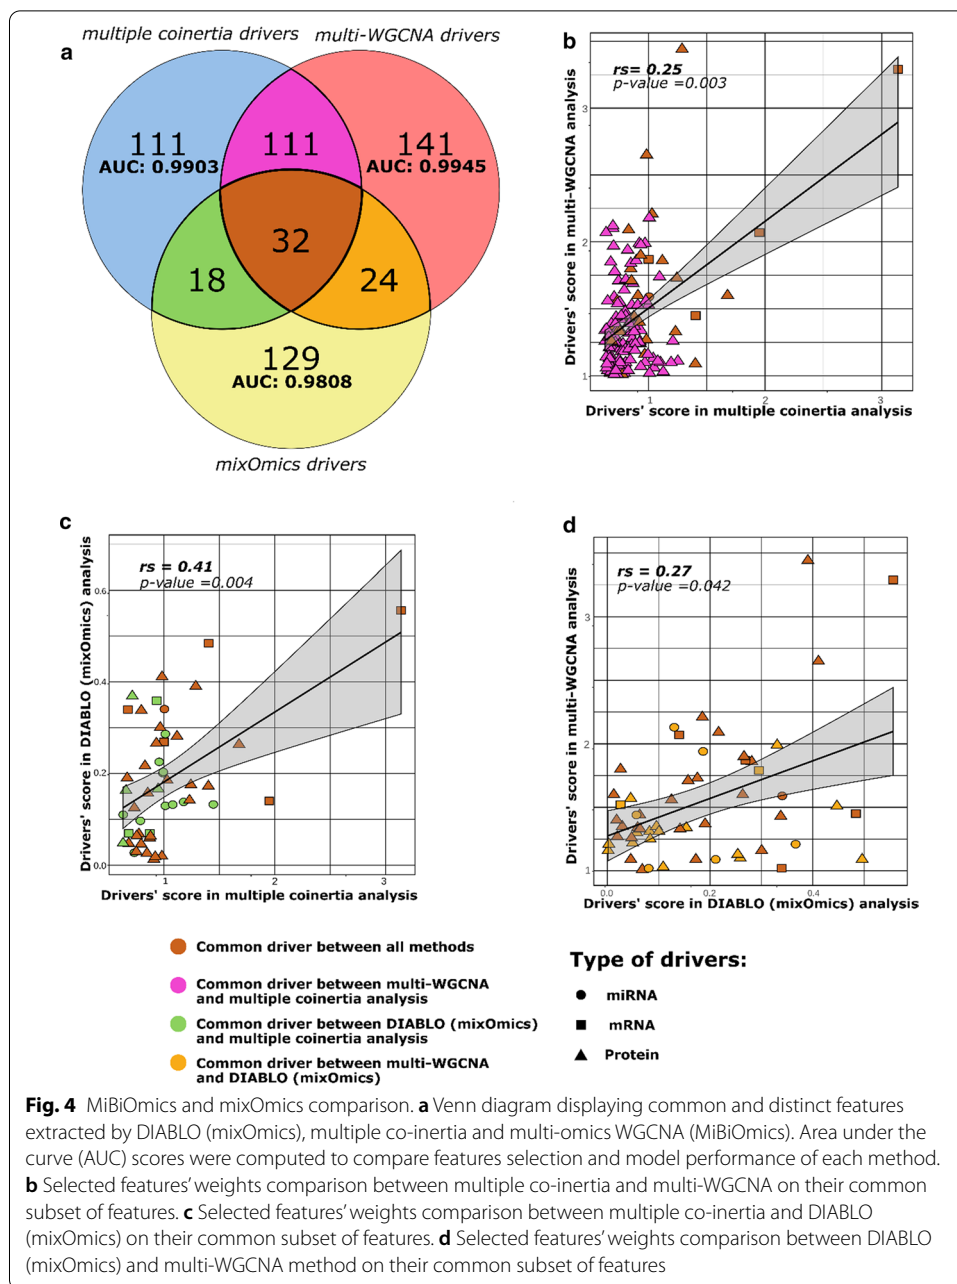 a
multiple coinertia drivers
multi-WGCNA drivers
111
AUC: 0.9903
111
141
AUC: 0.9945
32
18
24
129
AUC: 0.9808
mixOmics drivers
b
rs= 0.25
p-value =0.003
Drivers' score in multi-WGCNA analysis
3
2
1
1
2
3
Drivers' score in multiple coinertia analysis
c
rs = 0.41
p-value =0.004
Drivers' score in DIABLO (mixOmics) analysis
0.6
0.4
0.2
0.0
1
2
3
Drivers' score in multiple coinertia analysis
d
rs = 0.27
p-value =0.042
Drivers' score in multi-WGCNA analysis
3
2
1
0.0
0.2
0.4
Drivers' score in DIABLO (mixOmics) analysis
Common driver between all methods
Common driver between multi-WGCNA
and multiple coinertia analysis
Common driver between DIABLO (mixOmics)
and multiple coinertia analysis
Common driver between multi-WGCNA
and DIABLO (mixOmics)
Type of drivers:
miRNA
mRNA
Protein
Fig. 4 MiBiOmics and mixOmics comparison. a Venn diagram displaying common and distinct features
extracted by DIABLO (mixOmics), multiple co-inertia and multi-omics WGCNA (MiBiOmics). Area under the
curve (AUC) scores were computed to compare features selection and model performance of each method.
b Selected features' weights comparison between multiple co-inertia and multi-WGCNA on their common
subset of features. c Selected features' weights comparison between multiple co-inertia and DIABLO
(mixOmics) on their common subset of features. d Selected features' weights comparison between DIABLO
(mixOmics) and multi-WGCNA method on their common subset of features